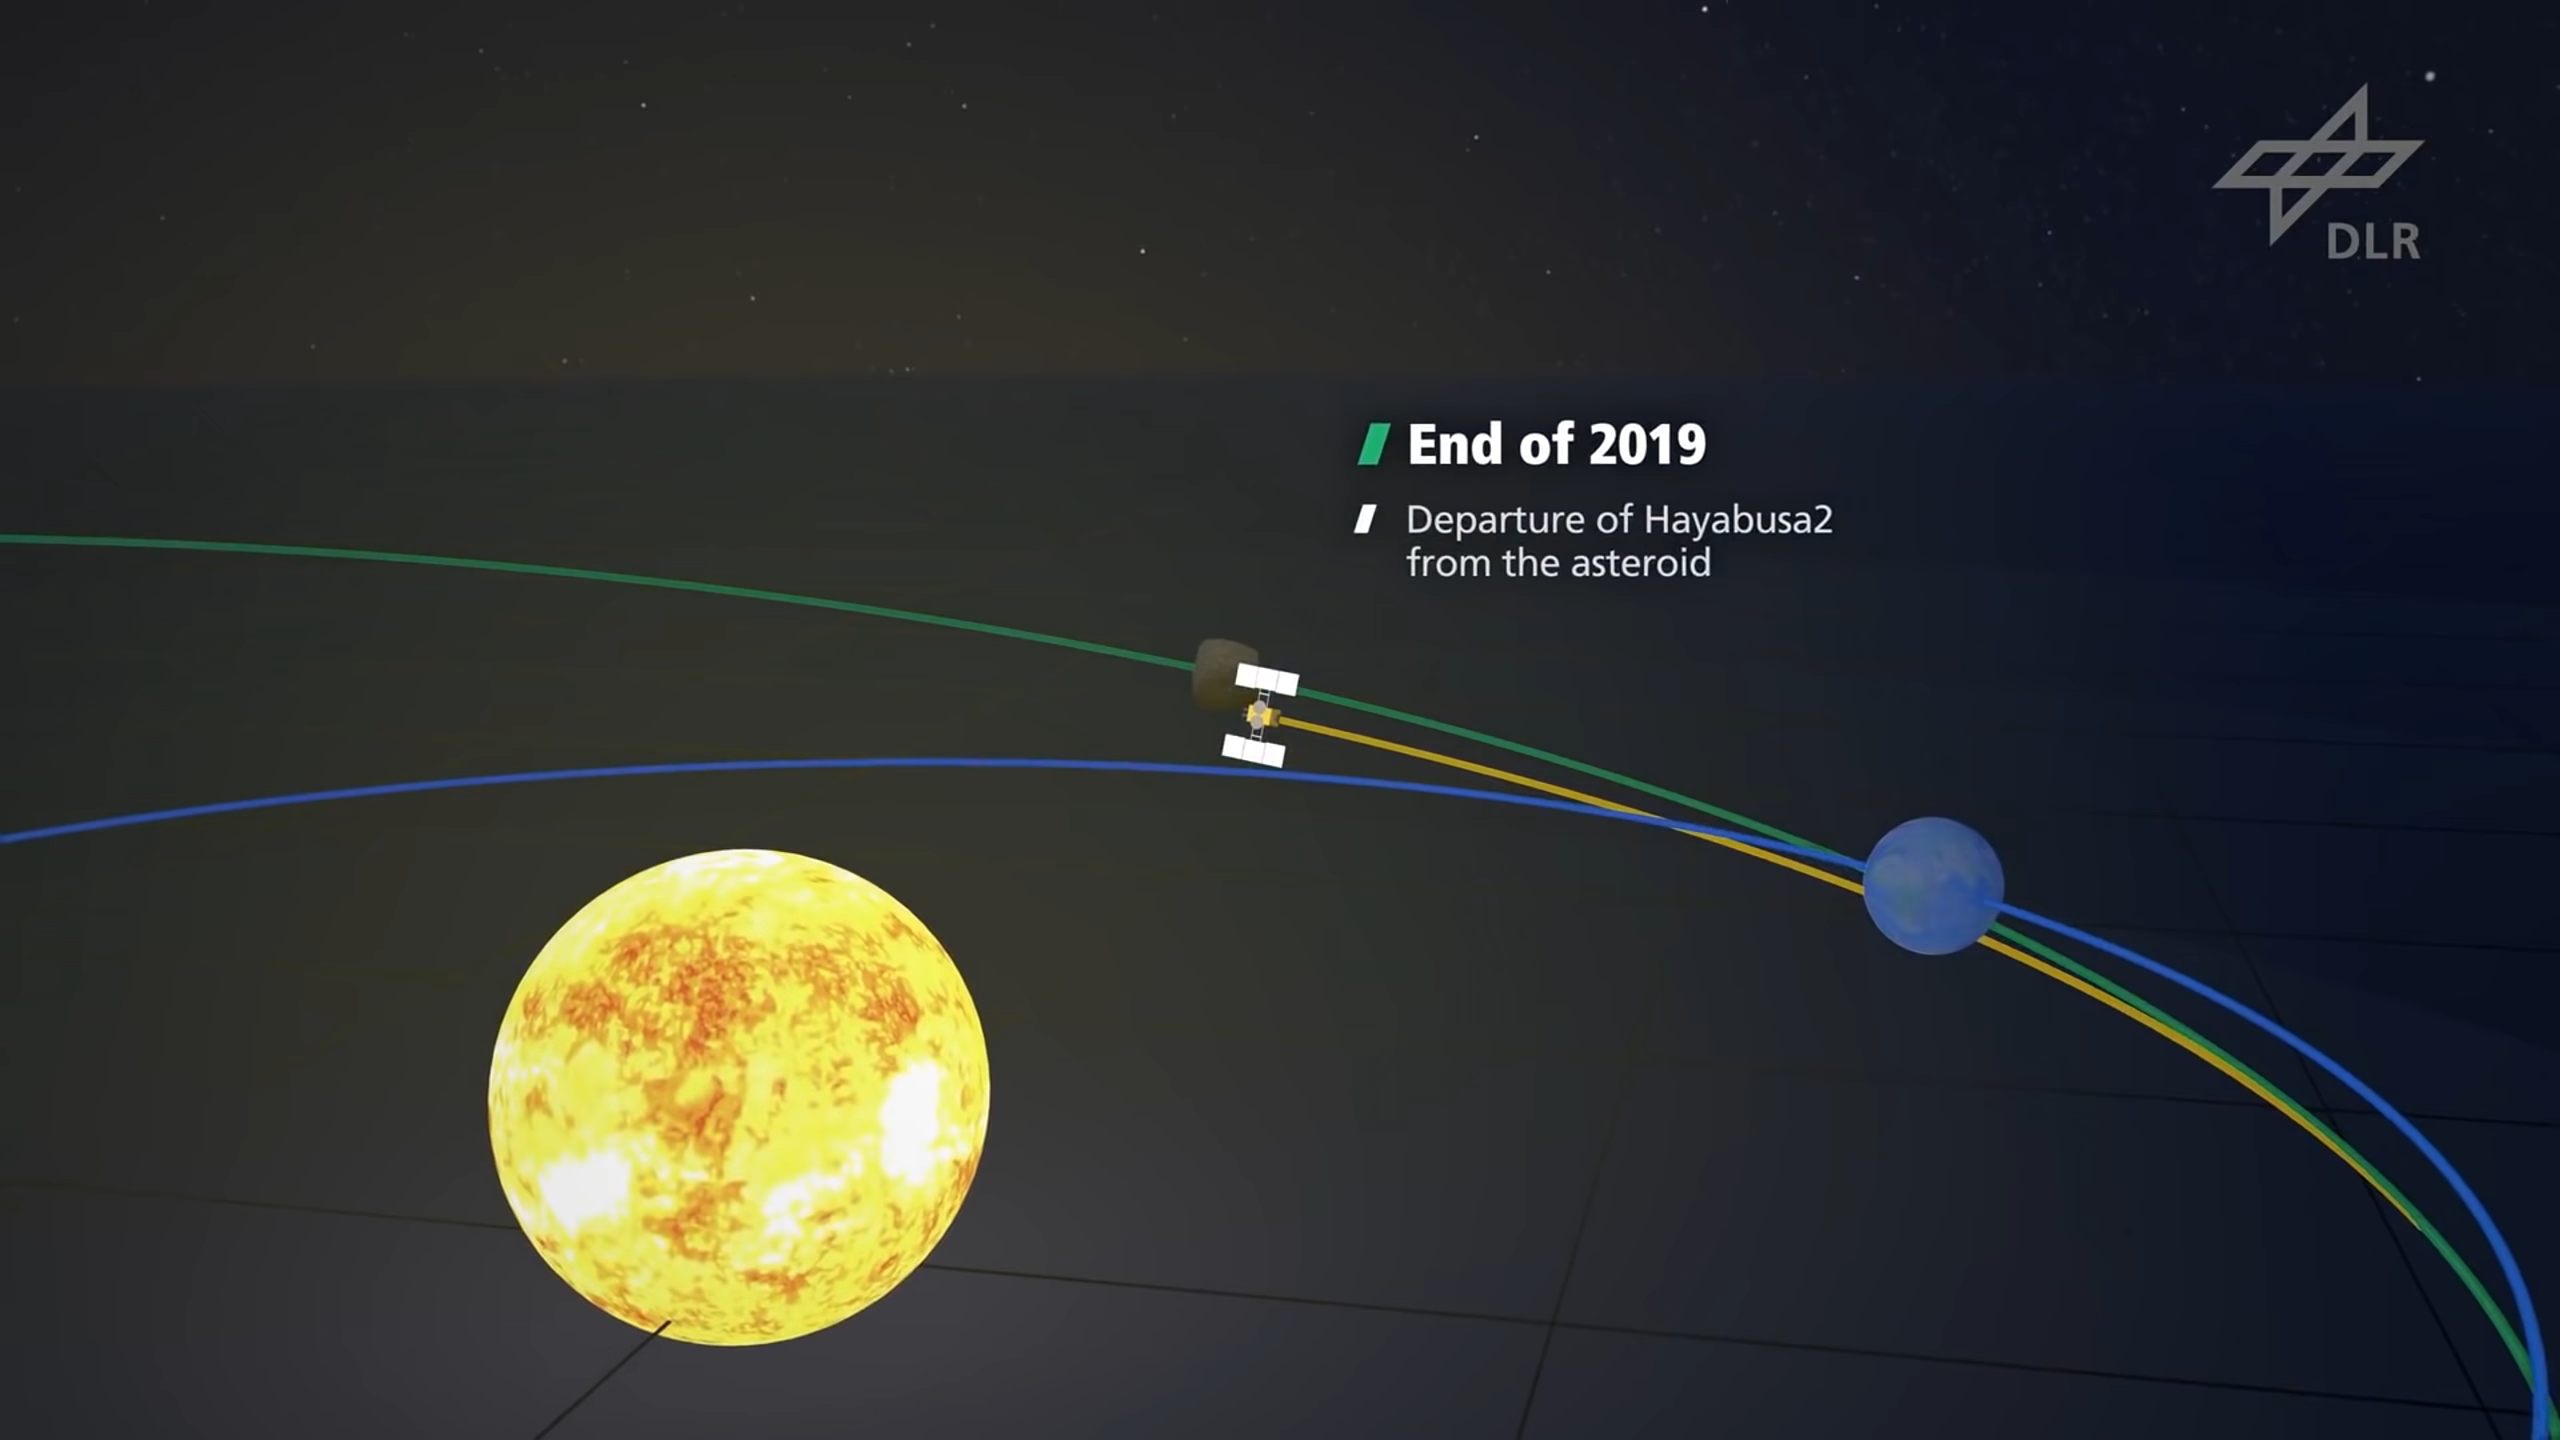 DLR
End of 2019
Departure of Hayabusa2
from the asteroid